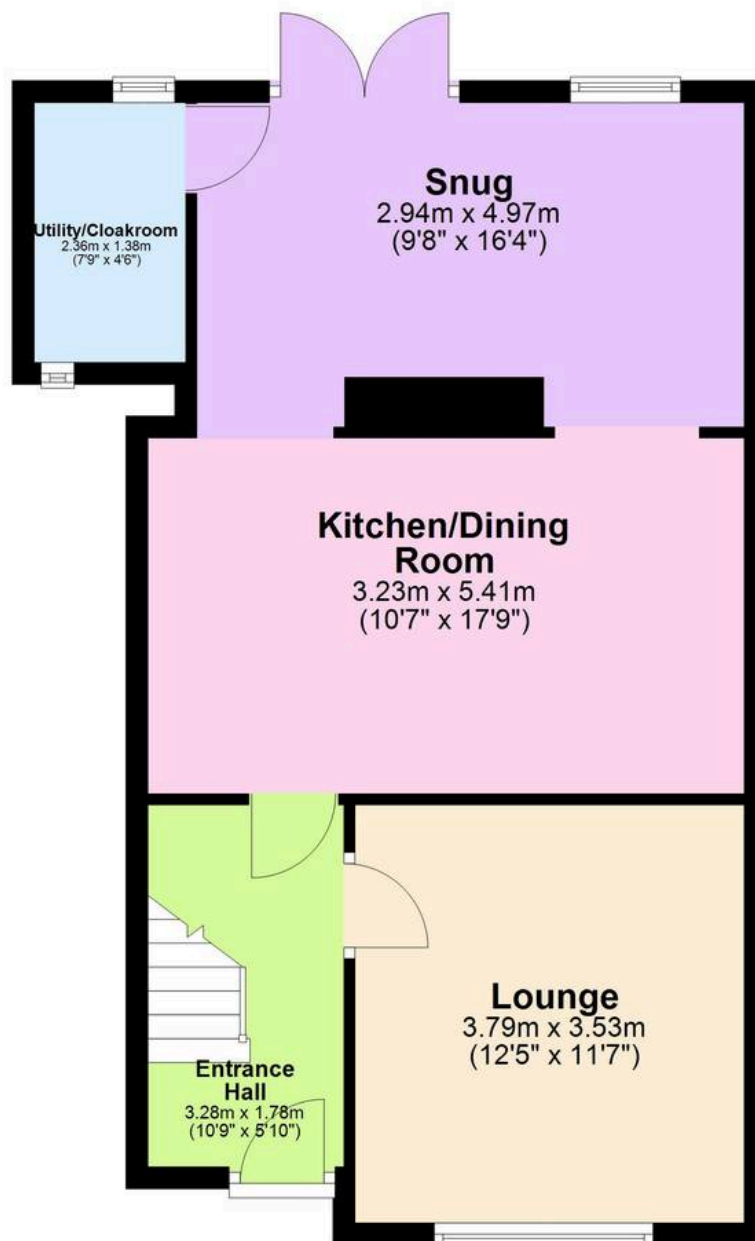 Snug
2.94m x 4.97m
(9'8" x 16'4")
Utility/Cloakroom
2.36m x 1.38m
(7'9" x 4'6")
Kitchen/Dining
Room
3.23m x 5.41m
(10'7" x 17'9")
Lounge
3.79m x 3.53m
(12'5" x 11'7")
Entrance
Hall
3.28m x 1.78m
(10'9" x 5'10")